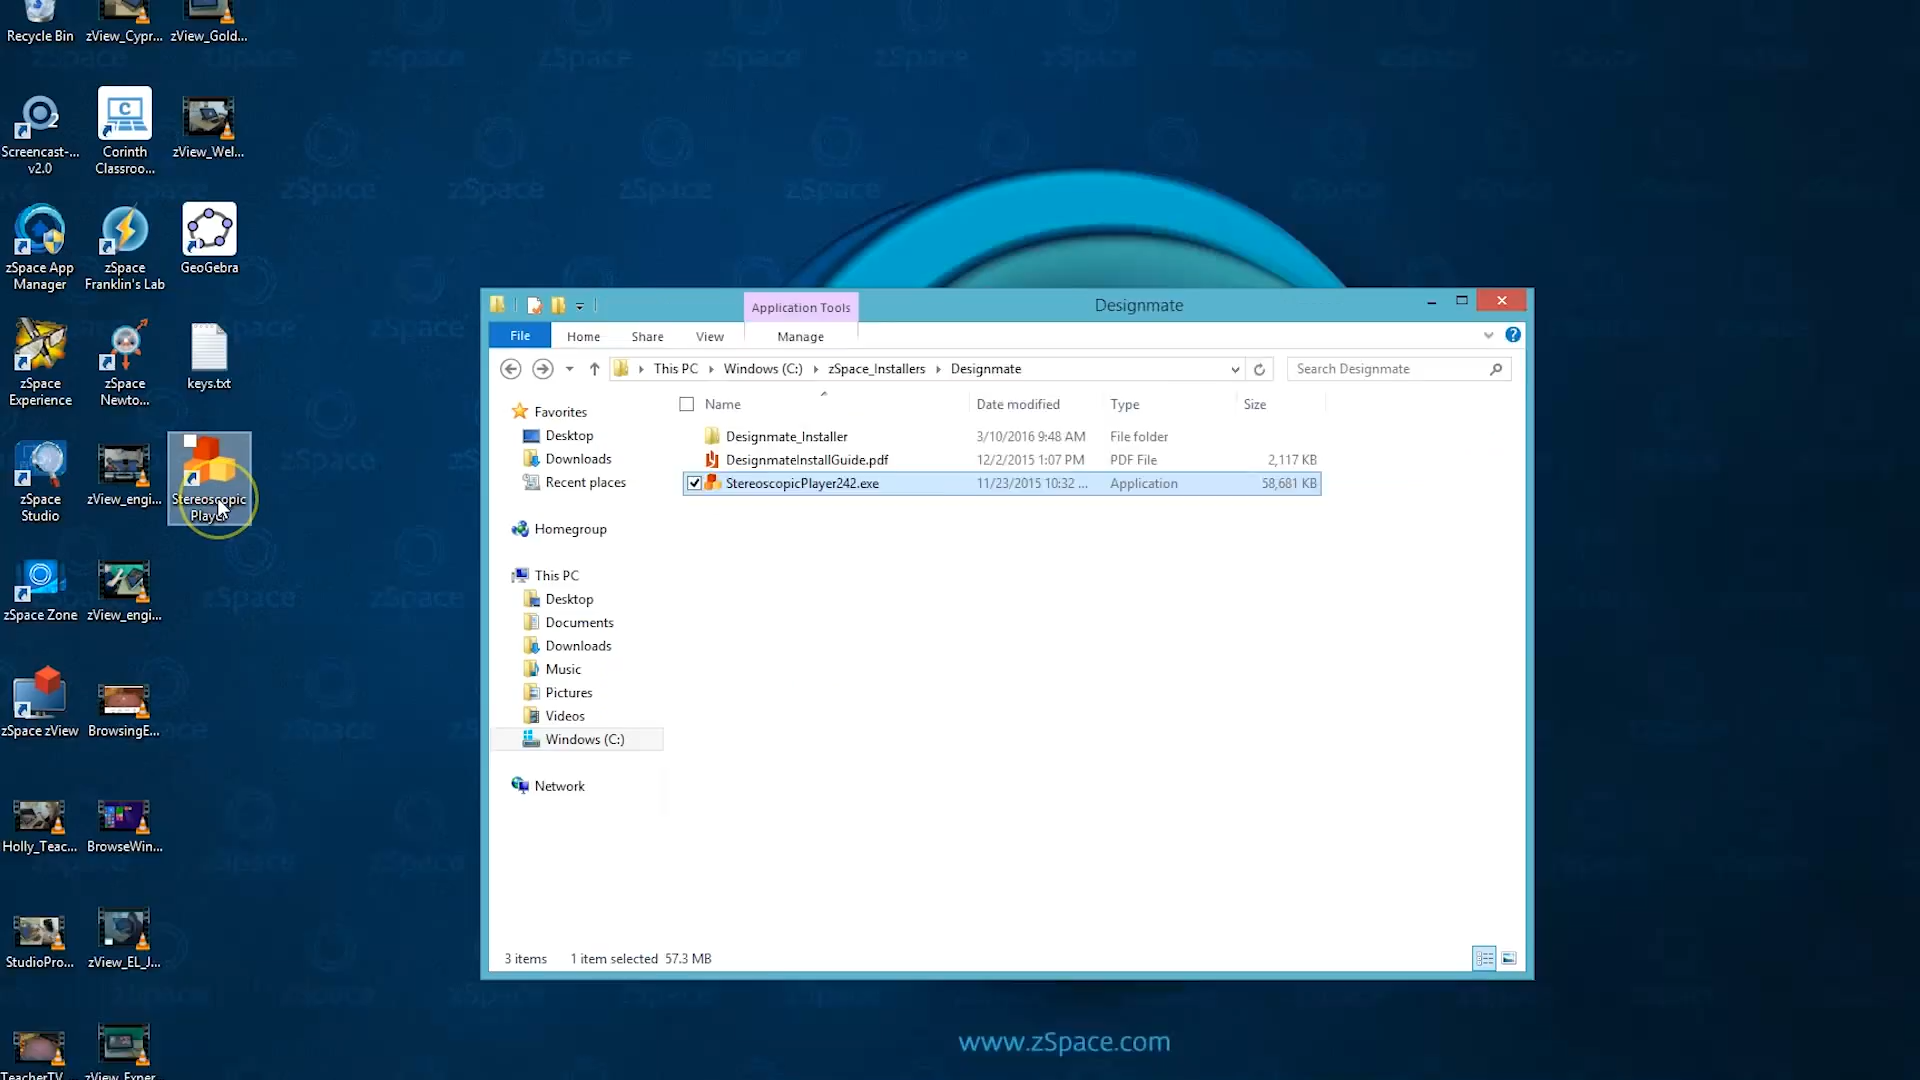 Recycle Bin
zView_Cypr...
zView_Gold...
Screencast-...
v2.0
Corinth
Classroo...
zView_Wel...
zSpace App
Manager
zSpace
Franklin's Lab
GeoGebra
zSpace
Experience
zSpace
Newto...
keys.txt
zSpace
Studio
zView_engi...
Stereoscopic
Player
zSpace Zone
zView_engi...
zSpace zView
BrowsingE...
Holly_Teac...
BrowseWin...
StudioPro...
zView_EL_J...
TeacherTV...
zView_Exper...
Application Tools
Designmate
File
Home
Share
View
Manage
This PC
Windows (C:)
zSpace_Installers
Designmate
Search Designmate
Favorites
Desktop
Downloads
Recent places
Homegroup
This PC
Desktop
Documents
Downloads
Music
Pictures
Videos
Windows (C:)
Network
Name
Date modified
Type
Size
Designmate_Installer
3/10/2016 9:48 AM
File folder
DesignmateInstallGuide.pdf
12/2/2015 1:07 PM
PDF File
2,117 KB
StereoscopicPlayer242.exe
11/23/2015 10:32 ...
Application
58,681 KB
3 items
1 item selected 57.3 MB
www.zSpace.com